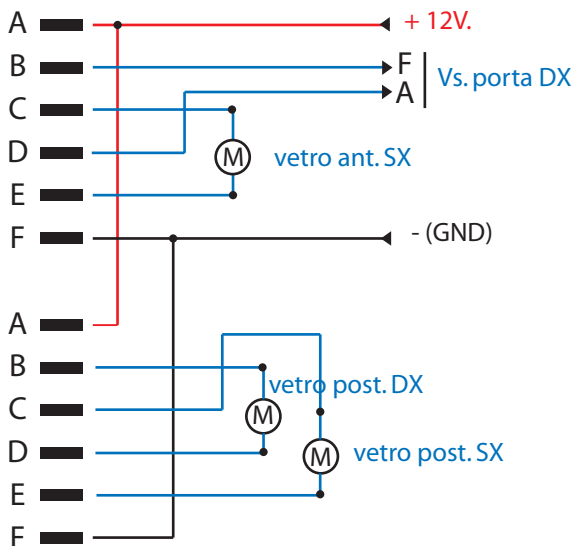 A + 12V.
B F
A Vs. porta DX
C
D M vetro ant. SX
E
F - (GND)
A
B
vetro post. DX
C M
D M vetro post. SX
E
F